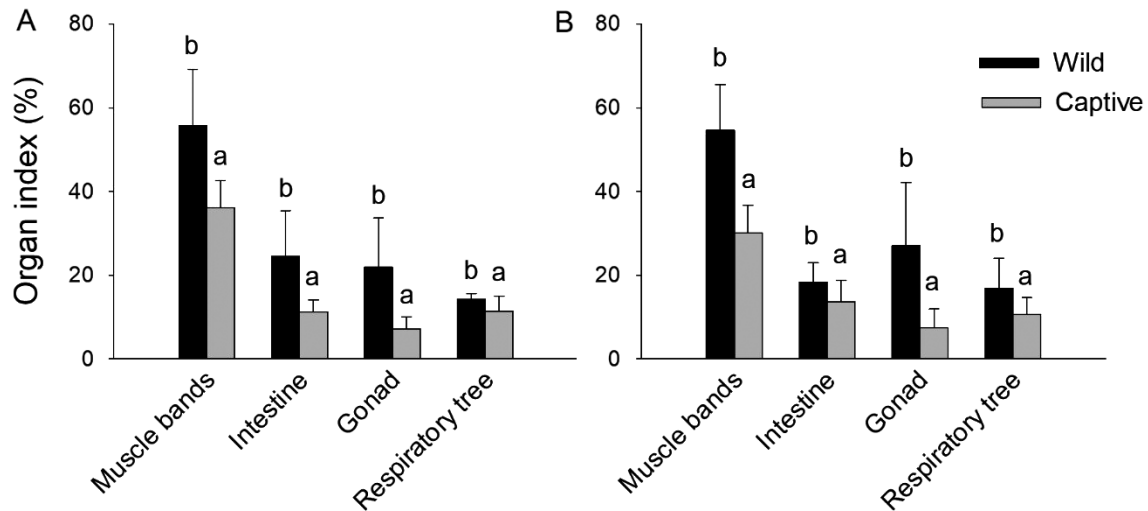 A
Organ index (%)
80
60
40
20
0
b
a
b
a
b
a
b
a
Muscle bands
Intestine
Gonad
Respiratory tree
B
80
60
40
20
0
b
a
b
a
b
a
b
a
Muscle bands
Intestine
Gonad
Respiratory tree
Wild
Captive